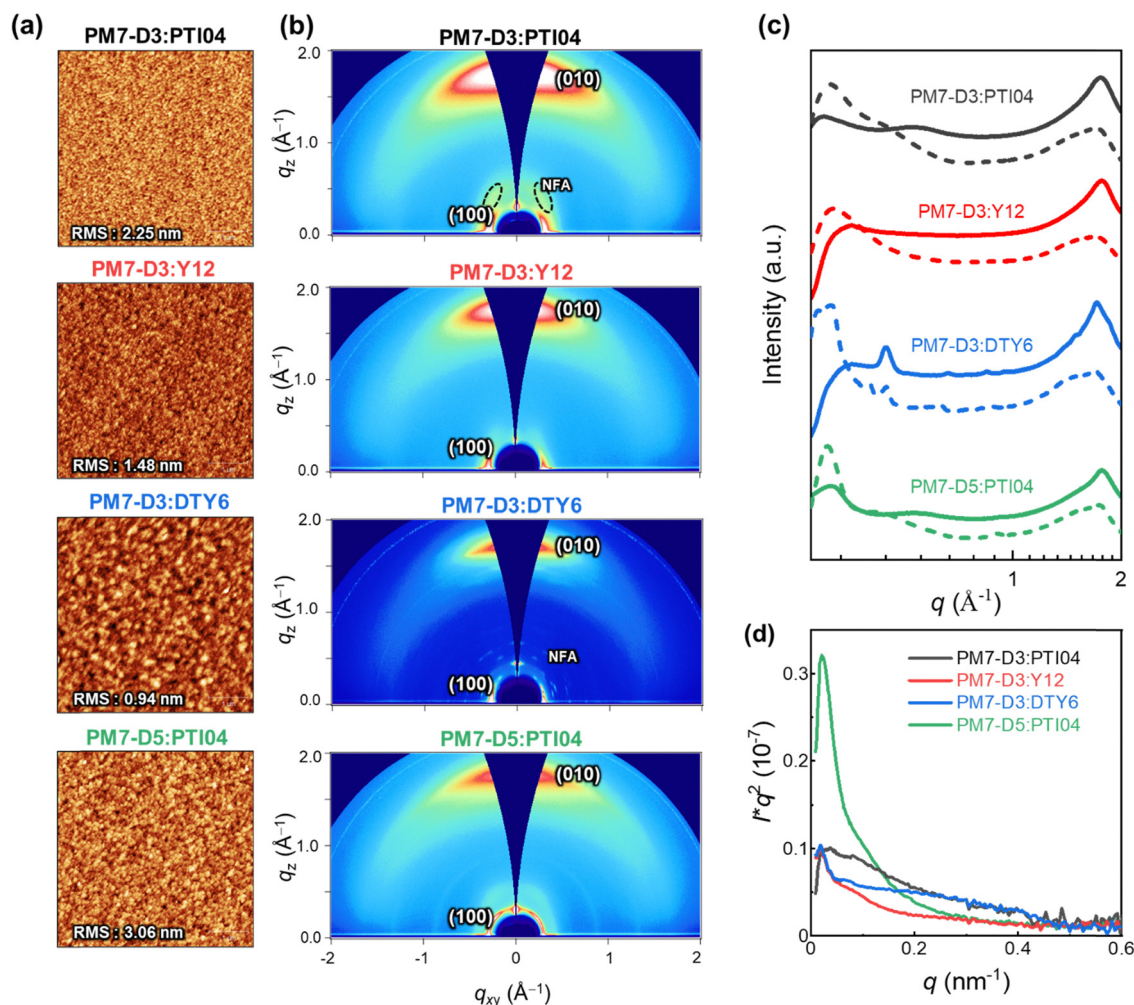 (a)
PM7-D3:PTI04
RMS : 2.25 nm
PM7-D3:Y12
RMS : 1.48 nm
PM7-D3:DTY6
RMS : 0.94 nm
PM7-D5:PTI04
RMS : 3.06 nm
(b)
PM7-D3:PTI04
2.0
1.0
0.0
qz (Å⁻¹)
(010)
NFA
(100)
PM7-D3:Y12
2.0
1.0
0.0
qz (Å⁻¹)
(010)
(100)
PM7-D3:DTY6
2.0
1.0
0.0
qz (Å⁻¹)
(010)
NFA
(100)
PM7-D5:PTI04
2.0
1.0
0.0
qz (Å⁻¹)
(010)
(100)
-2 -1 0 1 2
qxy (Å⁻¹)
(c)
Intensity (a.u.)
PM7-D3:PTI04
PM7-D3:Y12
PM7-D3:DTY6
PM7-D5:PTI04
1 2
q (Å⁻¹)
(d)
I*q² (10⁻⁷)
0.3
0.2
0.1
0
PM7-D3:PTI04
PM7-D3:Y12
PM7-D3:DTY6
PM7-D5:PTI04
0 0.2 0.4 0.6
q (nm⁻¹)